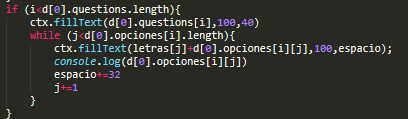 if (i<d[0].questions.length){
ctx.fillText(d[0].questions[i],100,40)
while (j<d[0].opciones[i].length){
ctx.fillText(letras[j]+d[0].opciones[i][j],100,espacio);
console.log(d[0].opciones[i][j])
espacio+=32
j+=1
}
}